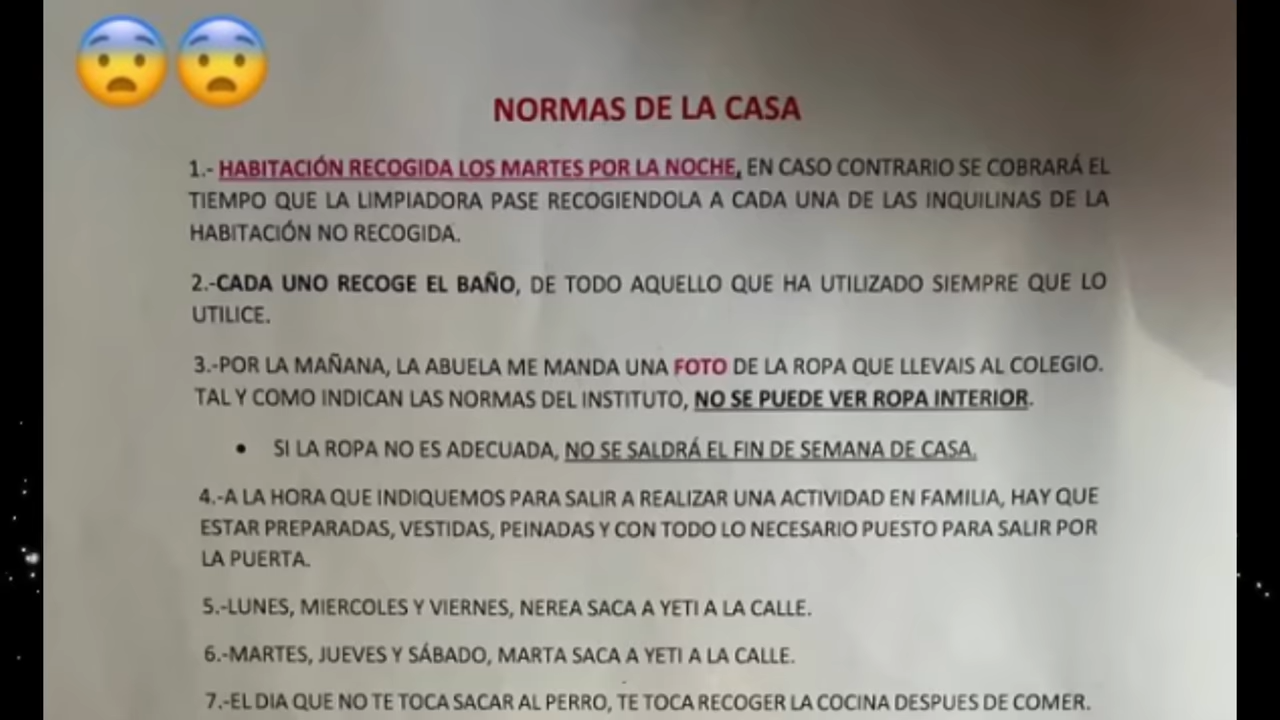 NORMAS DE LA CASA
1.- HABITACIÓN RECOGIDA LOS MARTES POR LA NOCHE, EN CASO CONTRARIO SE COBRARÁ EL
TIEMPO QUE LA LIMPIADORA PASE RECOGIENDOLA A CADA UNA DE LAS INQUILINAS DE LA
HABITACIÓN NO RECOGIDA.
2.-CADA UNO RECOGE EL BAÑO, DE TODO AQUELLO QUE HA UTILIZADO SIEMPRE QUE LO
UTILICE.
3.-POR LA MAÑANA, LA ABUELA ME MANDA UNA FOTO DE LA ROPA QUE LLEVAIS AL COLEGIO.
TAL Y COMO INDICAN LAS NORMAS DEL INSTITUTO, NO SE PUEDE VER ROPA INTERIOR.
• SI LA ROPA NO ES ADECUADA, NO SE SALDRÁ EL FIN DE SEMANA DE CASA.
4.-A LA HORA QUE INDIQUEMOS PARA SALIR A REALIZAR UNA ACTIVIDAD EN FAMILIA, HAY QUE
ESTAR PREPARADAS, VESTIDAS, PEINADAS Y CON TODO LO NECESARIO PUESTO PARA SALIR POR
LA PUERTA.
5.-LUNES, MIERCOLES Y VIERNES, NEREA SACA A YETI A LA CALLE.
6.-MARTES, JUEVES Y SÁBADO, MARTA SACA A YETI A LA CALLE.
7.-EL DIA QUE NO TE TOCA SACAR AL PERRO, TE TOCA RECOGER LA COCINA DESPUES DE COMER.